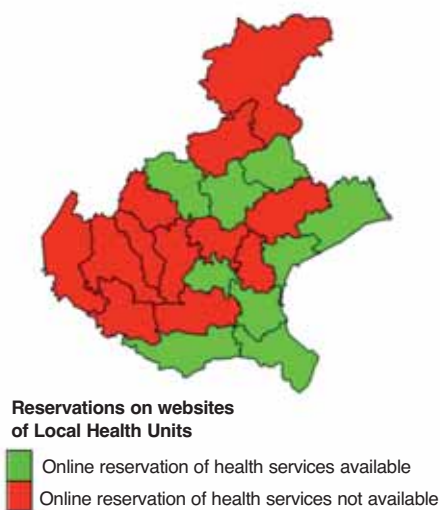 Reservations on websites
of Local Health Units
Online reservation of health services available
Online reservation of health services not available